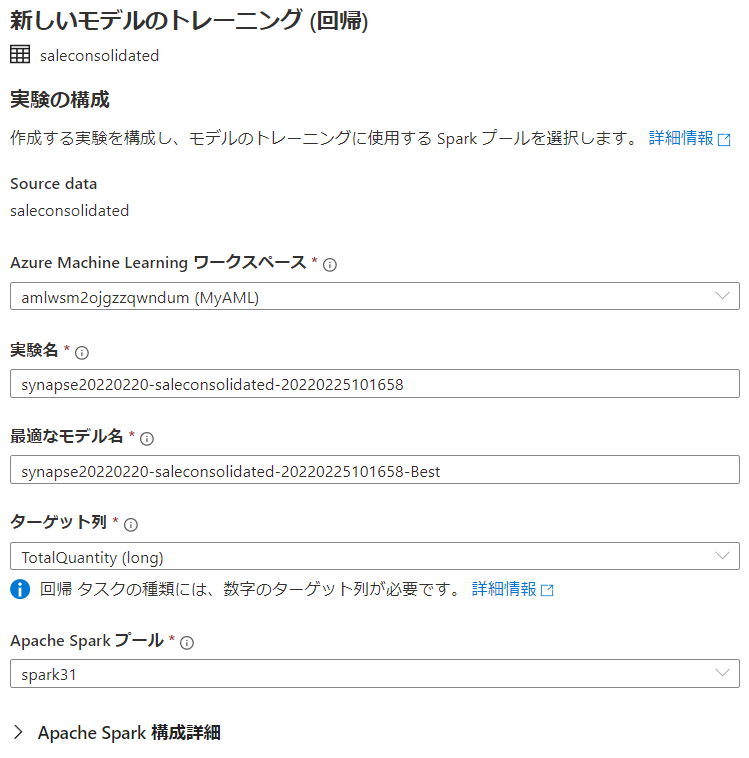 新しいモデルのトレーニング (回帰)
saleconsolidated
実験の構成
作成する実験を構成し、モデルのトレーニングに使用する Spark プールを選択します。 詳細情報
Source data
saleconsolidated
Azure Machine Learning ワークスペース *
amlwsm2ojgzzqwndum (MyAML)
実験名 *
synapse20220220-saleconsolidated-20220225101658
最適なモデル名 *
synapse20220220-saleconsolidated-20220225101658-Best
ターゲット列 *
TotalQuantity (long)
回帰 タスクの種類には、数字のターゲット列が必要です。 詳細情報
Apache Spark プール *
spark31
Apache Spark 構成詳細